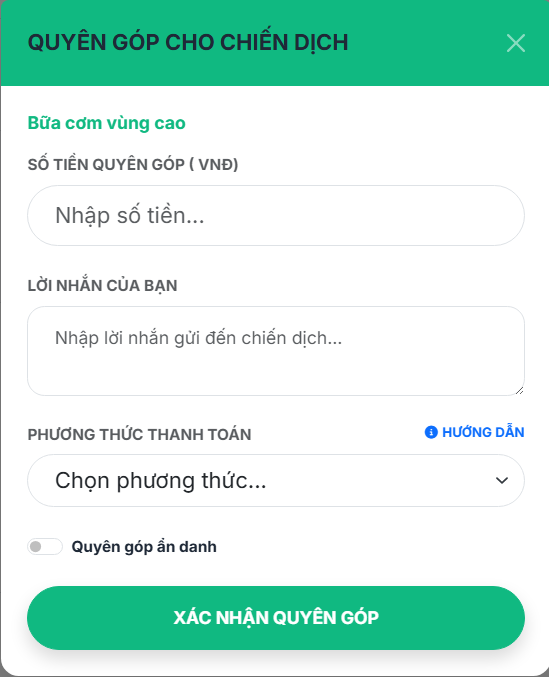 QUYÊN GÓP CHO CHIẾN DỊCH
Bữa cơm vùng cao
SỐ TIỀN QUYÊN GÓP ( VNĐ)
Nhập số tiền...
LỜI NHẮN CỦA BẠN
Nhập lời nhắn gửi đến chiến dịch...
PHƯƠNG THỨC THANH TOÁN
HƯỚNG DẪN
Chọn phương thức...
Quyên góp ẩn danh
XÁC NHẬN QUYÊN GÓP